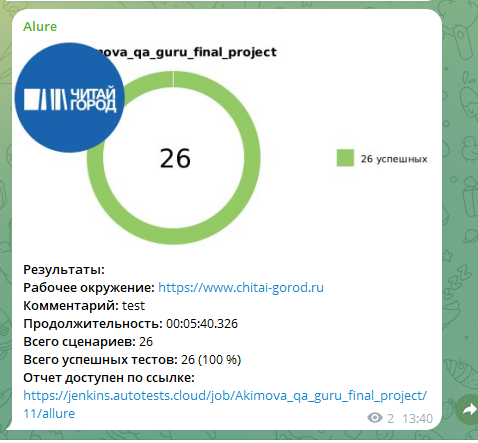 Alure
mova_qa_guru_final_project
ЧИТАЙ
ГОРОД
26
26 успешных
Результаты:
Рабочее окружение: https://www.chitai-gorod.ru
Комментарий: test
Продолжительность: 00:05:40.326
Всего сценариев: 26
Всего успешных тестов: 26 (100 %)
Отчет доступен по ссылке:
https://jenkins.autotests.cloud/job/Akimova_qa_guru_final_project/
11/allure
2 13:40